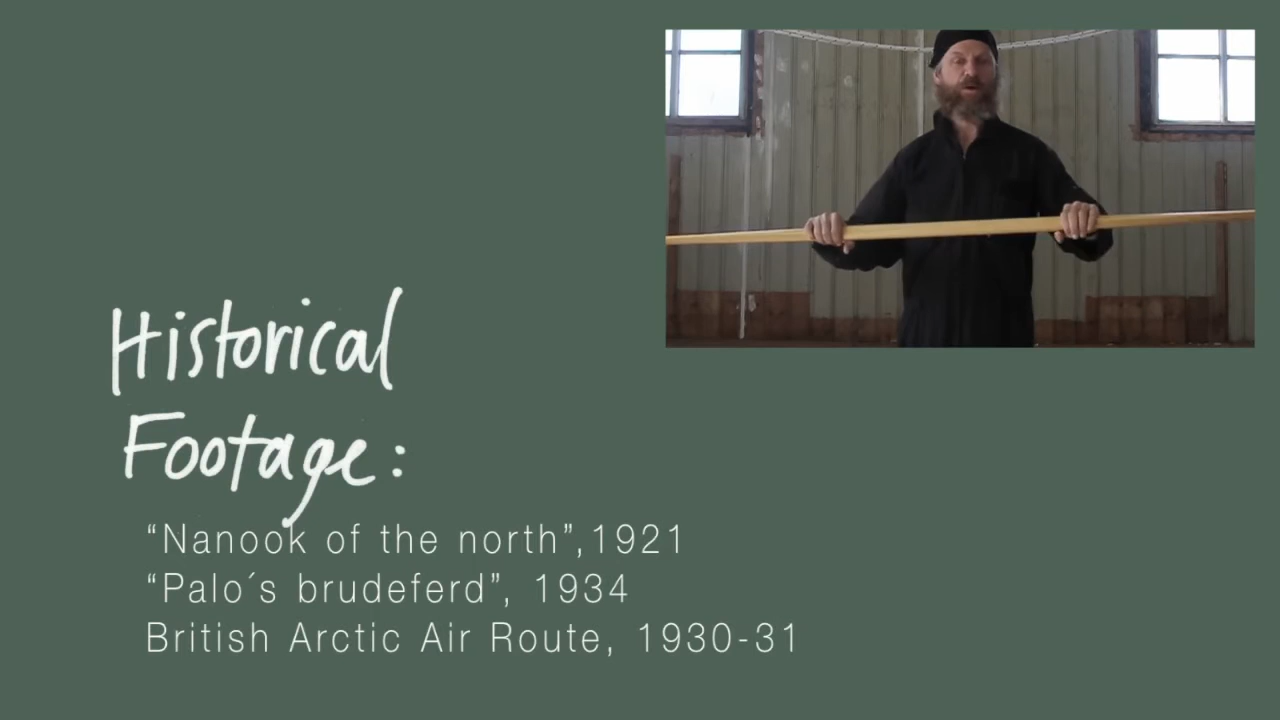 Historical
Footage:
“Nanook of the north”,1921
“Palo´s brudeferd”, 1934
British Arctic Air Route, 1930-31